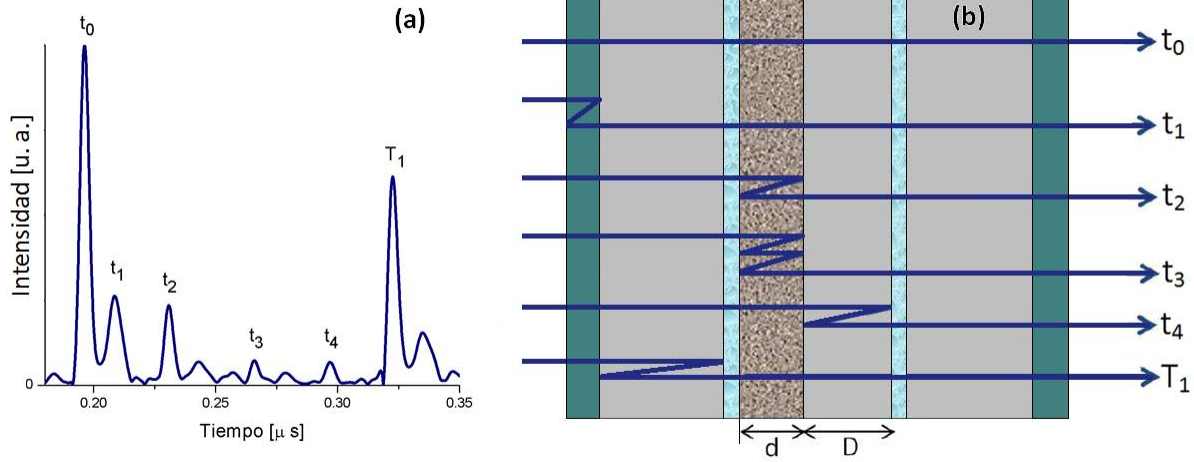 (a)
t0
t1
t2
t3
t4
T1
Intensidad [u. a.]
0
0.20 0.25 0.30 0.35
Tiempo [μ s]
(b)
t0
t1
t2
t3
t4
T1
d D